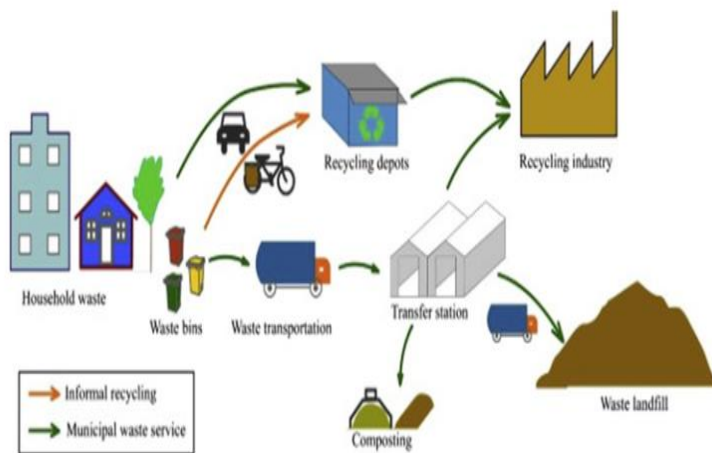 Recycling depots
Recycling industry
Household waste
Waste bins
Waste transportation
Transfer station
Waste landfill
Composting
Informal recycling
Municipal waste service